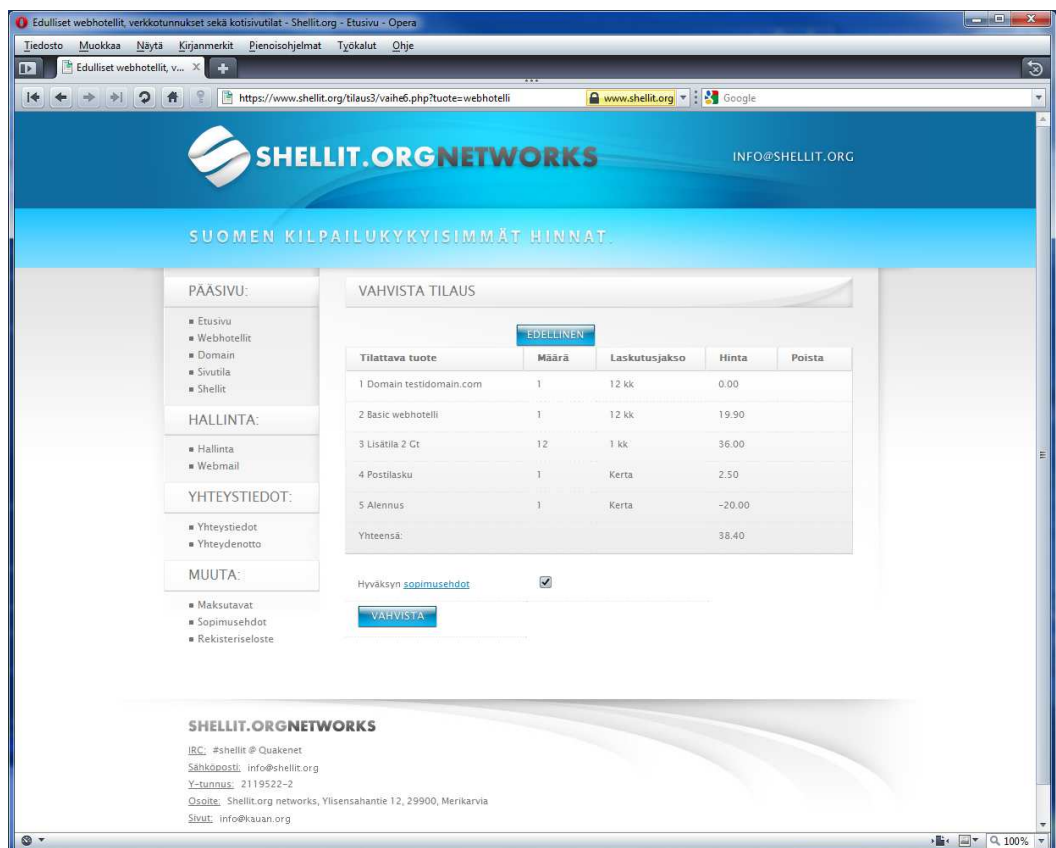 Edulliset webhotellit, verkkotunnukset sekä kotisivutilat - Shellit.org - Etusivu - Opera
Tiedosto Muokkaa Näytä Kirjanmerkit Pienoisohjelmat Työkalut Ohje
Edulliset webhotellit, v...
https://www.shellit.org/tilaus3/vaihe6.php?tuote=webhotelli www.shellit.org Google
SHELLIT.ORGNETWORKS
INFO@SHELLIT.ORG
SUOMEN KILPAILUKYKYISIMMÄT HINNAT.
PÄÄSIVU:
Etusivu
Webhotellit
Domain
Sivutila
Shellit
HALLINTA:
Hallinta
Webmail
YHTEYSTIEDOT:
Yhteystiedot
Yhteydenotto
MUUTA:
Maksutavat
Sopimusehdot
Rekisteriseloste
VAHVISTA TILAUS
EDELLINEN
Tilattava tuote Määrä Laskutusjakso Hinta Poista
1 Domain testidomain.com 1 12 kk 0.00
2 Basic webhotelli 1 12 kk 19.90
3 Lisätila 2 Gt 12 1 kk 36.00
4 Postilasku 1 Kerta 2.50
5 Alennus 1 Kerta -20.00
Yhteensä: 38.40
Hyväksyn sopimusehdot
VAHVISTA
SHELLIT.ORGNETWORKS
IRC: #shellit @ Quakenet
Sähköposti: info@shellit.org
Y-tunnus: 2119522-2
Osoite: Shellit.org networks, Ylisensahantie 12, 29900, Merikarvia
Sivut: info@kauan.org
100%